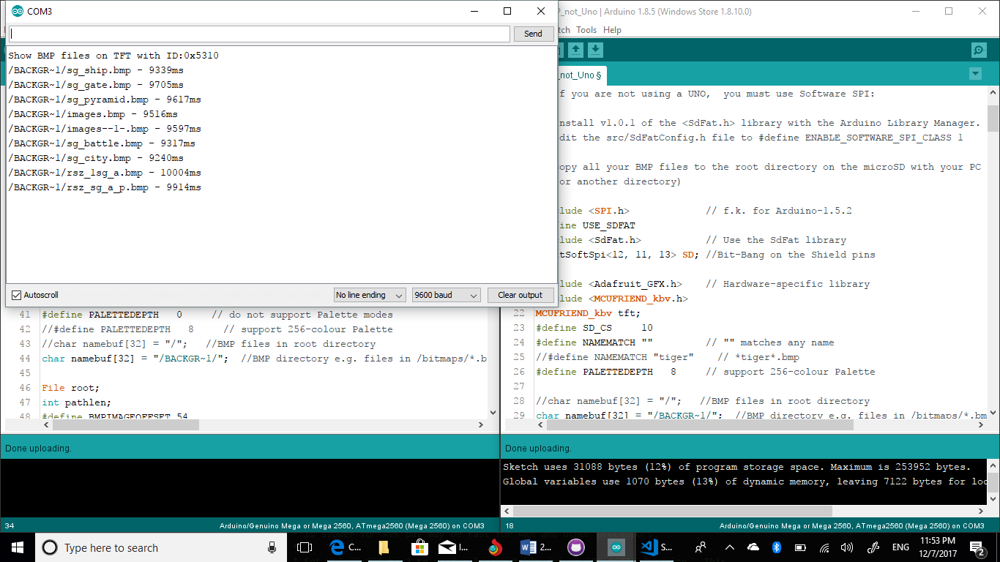 COM3
Send
Show BMP files on TFT with ID:0x5310
/BACKGR~1/sg_ship.bmp - 9339ms
/BACKGR~1/sg_gate.bmp - 9705ms
/BACKGR~1/sg_pyramid.bmp - 9617ms
/BACKGR~1/images.bmp - 9516ms
/BACKGR~1/images--1-.bmp - 9597ms
/BACKGR~1/sg_battle.bmp - 9317ms
/BACKGR~1/sg_city.bmp - 9240ms
/BACKGR~1/rsz_1sg_a.bmp - 10004ms
/BACKGR~1/rsz_sg_a_p.bmp - 9914ms
Autoscroll
No line ending
9600 baud
Clear output
41 #define PALETTEDEPTH   0     // do not support Palette modes
42 //#define PALETTEDEPTH   8     // support 256-colour Palette
43 //char namebuf[32] = "/";   //BMP files in root directory
44 char namebuf[32] = "/BACKGR~1/";  //BMP directory e.g. files in /bitmaps/*.b
45
46 File root;
47 int pathlen;
48 #define BMPIMAGEOFFSET 54
Done uploading.
34
Arduino/Genuino Mega or Mega 2560, ATmega2560 (Mega 2560) on COM3
P_not_Uno | Arduino 1.8.5 (Windows Store 1.8.10.0)
tch Tools Help
_not_Uno §
f you are not using a UNO,  you must use Software SPI:
nstall v1.0.1 of the <SdFat.h> library with the Arduino Library Manager.
dit the src/SdFatConfig.h file to #define ENABLE_SOFTWARE_SPI_CLASS 1
opy all your BMP files to the root directory on the microSD with your PC
or another directory)
lude <SPI.h>             // f.k. for Arduino-1.5.2
ine USE_SDFAT
lude <SdFat.h>           // Use the SdFat library
tSoftSpi<12, 11, 13> SD; //Bit-Bang on the Shield pins
lude <Adafruit_GFX.h>    // Hardware-specific library
lude <MCUFRIEND_kbv.h>
22 MCUFRIEND_kbv tft;
23 #define SD_CS     10
24 #define NAMEMATCH ""         // "" matches any name
25 //#define NAMEMATCH "tiger"    // *tiger*.bmp
26 #define PALETTEDEPTH   8     // support 256-colour Palette
27
28 //char namebuf[32] = "/";   //BMP files in root directory
29 char namebuf[32] = "/BACKGR~1/";  //BMP directory e.g. files in /bitmaps/*.bm
Done uploading.
Sketch uses 31088 bytes (12%) of program storage space. Maximum is 253952 bytes.
Global variables use 1070 bytes (13%) of dynamic memory, leaving 7122 bytes for loc
18
Arduino/Genuino Mega or Mega 2560, ATmega2560 (Mega 2560) on COM3
Type here to search
C...
I...
2...
S...
ENG
11:53 PM
12/7/2017
2